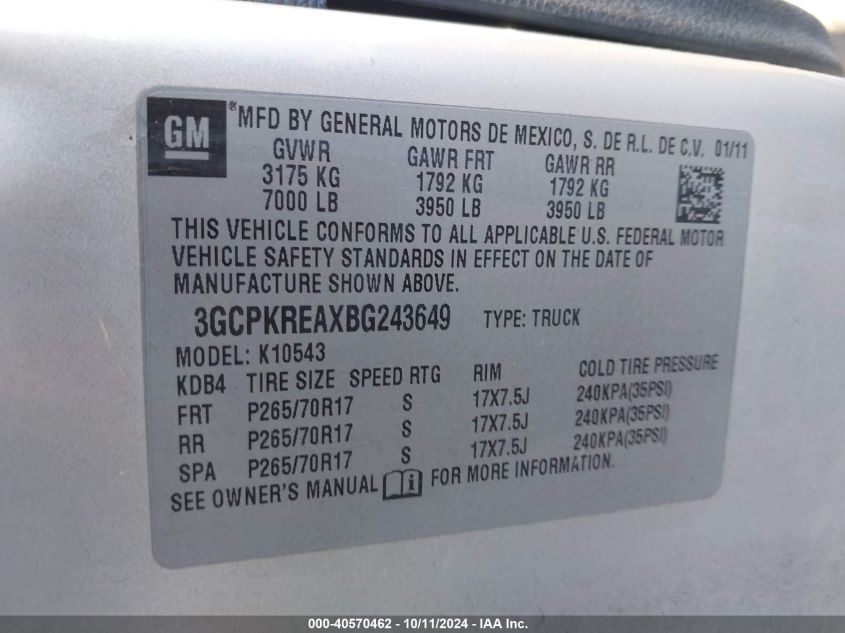 GM ®MFD BY GENERAL MOTORS DE MEXICO, S. DE R.L. DE C.V. 01/11
GVWR GAWR FRT GAWR RR
3175 KG 1792 KG 1792 KG
7000 LB 3950 LB 3950 LB
THIS VEHICLE CONFORMS TO ALL APPLICABLE U.S. FEDERAL MOTOR
VEHICLE SAFETY STANDARDS IN EFFECT ON THE DATE OF
MANUFACTURE SHOWN ABOVE.
3GCPKREAXBG243649 TYPE: TRUCK
MODEL: K10543
KDB4 TIRE SIZE SPEED RTG RIM COLD TIRE PRESSURE
FRT P265/70R17 S 17X7.5J 240KPA(35PSI)
RR P265/70R17 S 17X7.5J 240KPA(35PSI)
SPA P265/70R17 S 17X7.5J 240KPA(35PSI)
SEE OWNER'S MANUAL i FOR MORE INFORMATION.
000-40570462 - 10/11/2024 - IAA Inc.